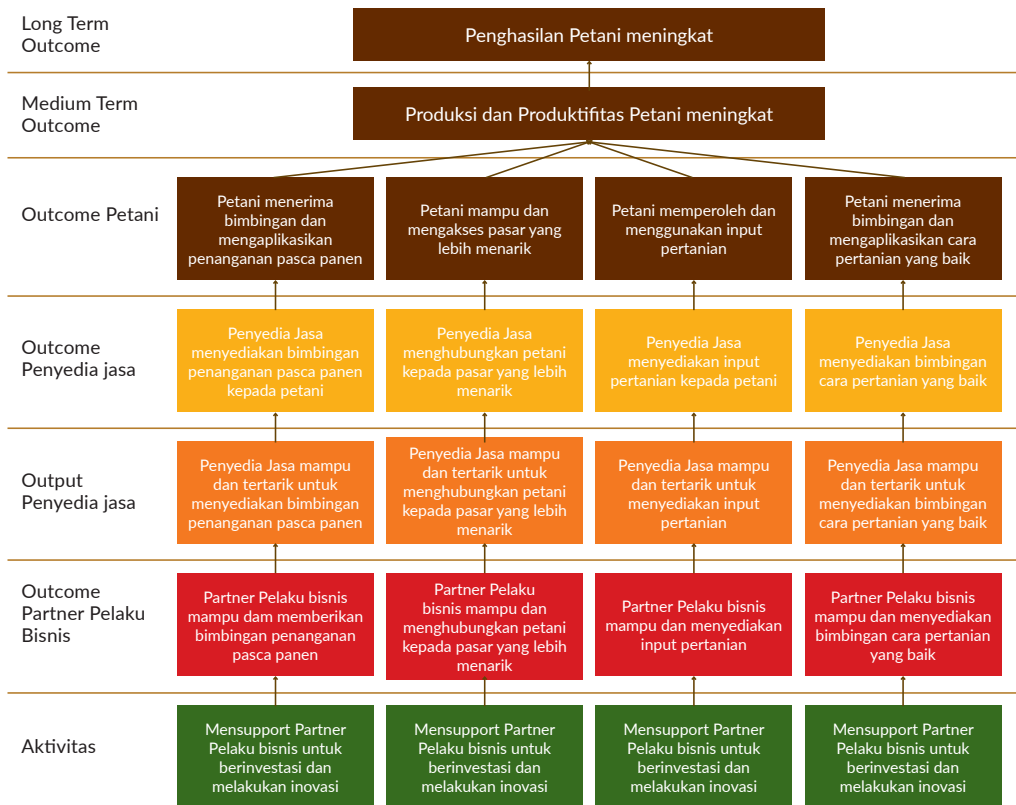 Long Term
Outcome
Penghasilan Petani meningkat
Medium Term
Outcome
Produksi dan Produktifitas Petani meningkat
Outcome Petani
Petani menerima
bimbingan dan
mengaplikasikan
penanganan pasca panen
Petani mampu dan
mengakses pasar yang
lebih menarik
Petani memperoleh dan
menggunakan input
pertanian
Petani menerima
bimbingan dan
mengaplikasikan cara
pertanian yang baik
Outcome
Penyedia jasa
Penyedia Jasa
menyediakan bimbingan
penanganan pasca panen
kepada petani
Penyedia Jasa
menghubungkan petani
kepada pasar yang lebih
menarik
Penyedia Jasa
menyediakan input
pertanian kepada petani
Penyedia Jasa
menyediakan bimbingan
cara pertanian yang baik
Output
Penyedia jasa
Penyedia Jasa mampu
dan tertarik untuk
menyediakan bimbingan
penanganan pasca panen
Penyedia Jasa mampu
dan tertarik untuk
menghubungkan petani
kepada pasar yang lebih
menarik
Penyedia Jasa mampu
dan tertarik untuk
menyediakan input
pertanian
Penyedia Jasa mampu
dan tertarik untuk
menyediakan bimbingan
cara pertanian yang baik
Outcome
Partner Pelaku
Bisnis
Partner Pelaku bisnis
mampu dam memberikan
bimbingan penanganan
pasca panen
Partner Pelaku
bisnis mampu dan
menghubungkan petani
kepada pasar yang lebih
menarik
Partner Pelaku bisnis
mampu dan menyediakan
input pertanian
Partner Pelaku bisnis
mampu dan menyediakan
bimbingan cara pertanian
yang baik
Aktivitas
Mensupport Partner
Pelaku bisnis untuk
berinvestasi dan
melakukan inovasi
Mensupport Partner
Pelaku bisnis untuk
berinvestasi dan
melakukan inovasi
Mensupport Partner
Pelaku bisnis untuk
berinvestasi dan
melakukan inovasi
Mensupport Partner
Pelaku bisnis untuk
berinvestasi dan
melakukan inovasi